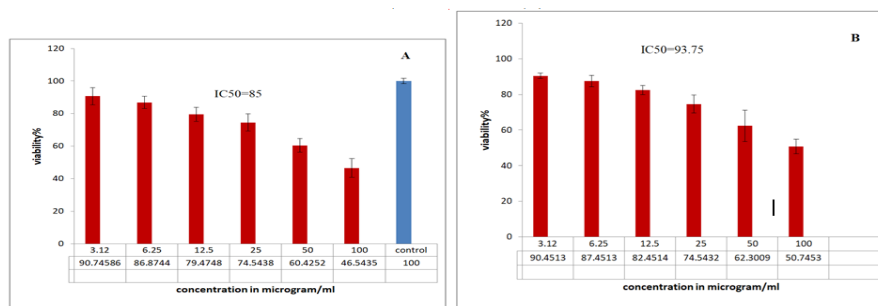 A
IC50=85
120
100
80
60
40
20
0
viability%
3.12 6.25 12.5 25 50 100 control
90.74586 86.8744 79.4748 74.5438 60.4252 46.5435 100
concentration in microgram/ml
B
IC50=93.75
120
100
80
60
40
20
0
viability%
3.12 6.25 12.5 25 50 100
90.4513 87.4513 82.4514 74.5432 62.3009 50.7453
concentration in microgram/ml